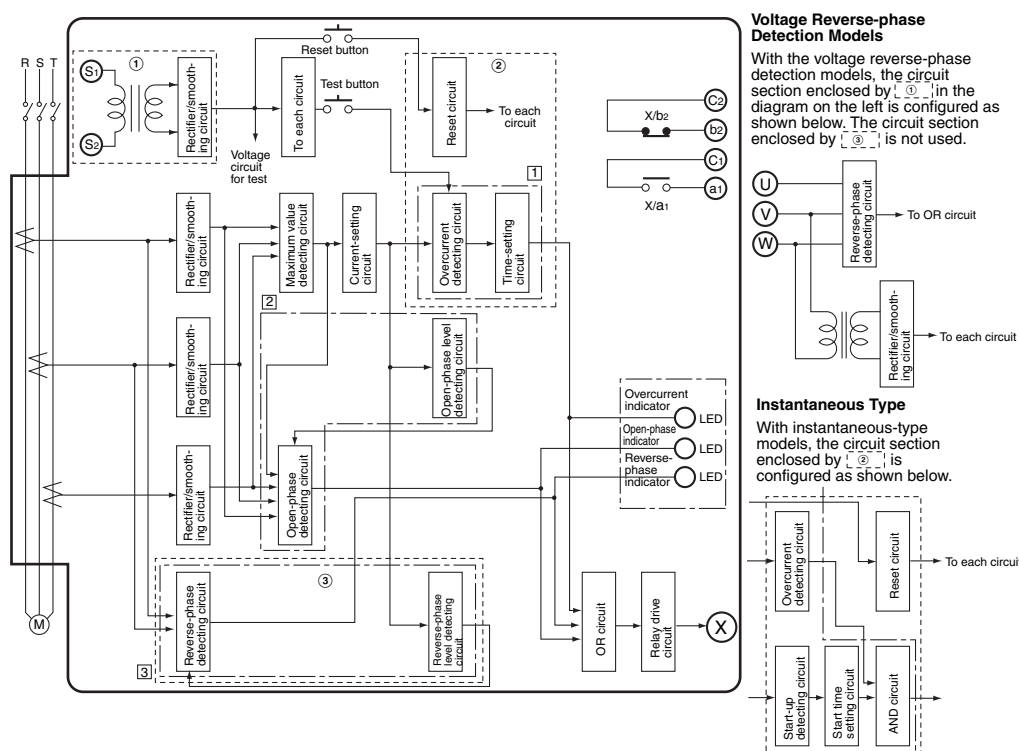 Reset button
Test button
R S T
S1
S2
①
Rectifier/smooth-
ing circuit
To each circuit
Voltage
circuit
for test
②
Reset circuit
To each
circuit
X/b2
C2
b2
C1
a1
X/a1
1
Rectifier/smooth-
ing circuit
Maximum value
detecting circuit
Current-setting
circuit
Overcurrent
detecting circuit
Time-setting
circuit
2
Rectifier/smooth-
ing circuit
Open-phase level
detecting circuit
Rectifier/smooth-
ing circuit
Open-phase
detecting circuit
Overcurrent
indicator
LED
Open-phase
indicator
LED
Reverse-
phase
indicator
LED
③
Reverse-phase
detecting circuit
Reverse-phase
level detecting
circuit
3
M
OR circuit
Relay drive
circuit
X
Voltage Reverse-phase
Detection Models
With the voltage reverse-phase
detection models, the circuit
section enclosed by ① in the
diagram on the left is configured as
shown below. The circuit section
enclosed by ③ is not used.
U
V
W
Reverse-phase
detecting circuit
To OR circuit
Rectifier/smooth-
ing circuit
To each circuit
Instantaneous Type
With instantaneous-type
models, the circuit section
enclosed by ② is
configured as shown below.
Overcurrent
detecting circuit
Reset circuit
To each circui
Start-up
detecting circuit
Start time
setting circuit
AND circuit